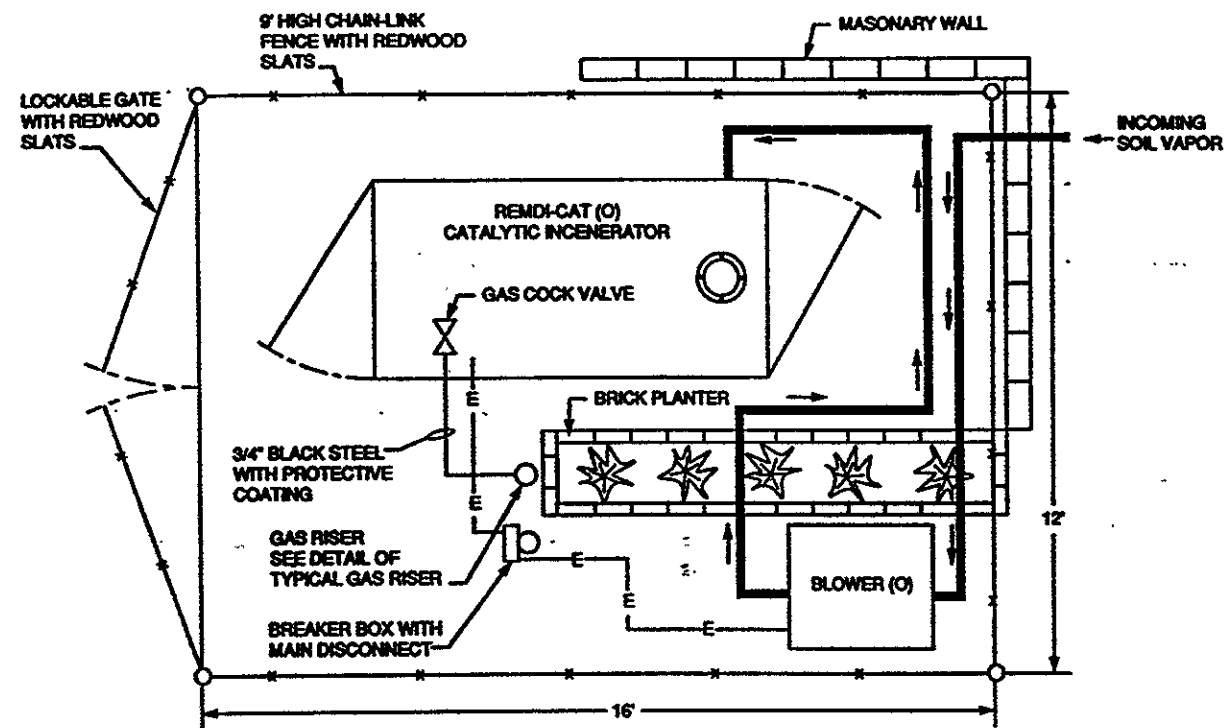 9' HIGH CHAIN-LINK
FENCE WITH REDWOOD
SLATS
MASONARY WALL
LOCKABLE GATE
WITH REDWOOD
SLATS
INCOMING
SOIL VAPOR
REMDI-CAT (O)
CATALYTIC INCENERATOR
GAS COCK VALVE
BRICK PLANTER
E
3/4" BLACK STEEL
WITH PROTECTIVE
COATING
E
12'
GAS RISER
SEE DETAIL OF
TYPICAL GAS RISER
E
E
BLOWER (O)
BREAKER BOX WITH
MAIN DISCONNECT
E
16'